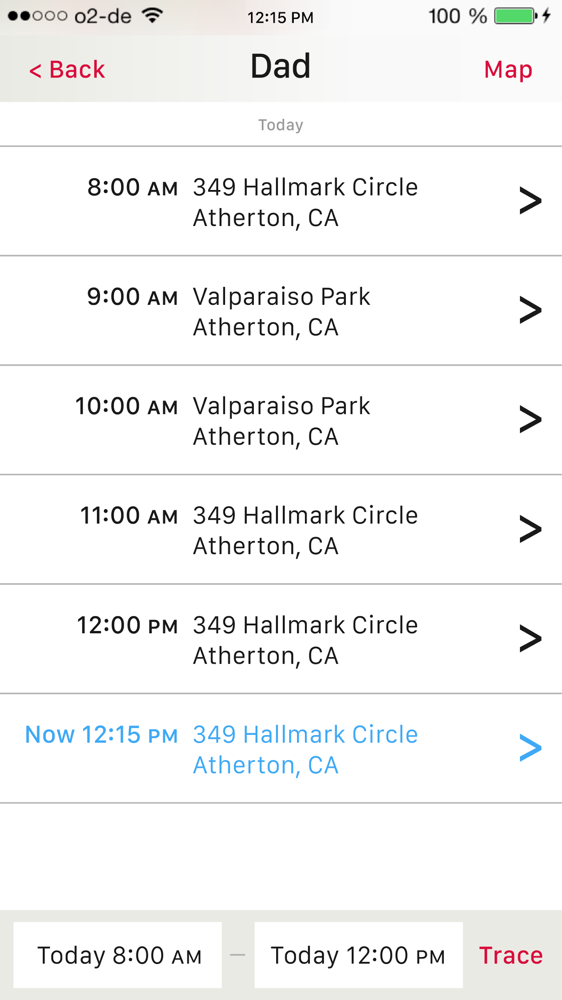 o2-de 12:15 PM 100 %
< Back Dad Map
Today
8:00 AM 349 Hallmark Circle
Atherton, CA >
9:00 AM Valparaiso Park
Atherton, CA >
10:00 AM Valparaiso Park
Atherton, CA >
11:00 AM 349 Hallmark Circle
Atherton, CA >
12:00 PM 349 Hallmark Circle
Atherton, CA >
Now 12:15 PM 349 Hallmark Circle
Atherton, CA >
Today 8:00 AM — Today 12:00 PM Trace